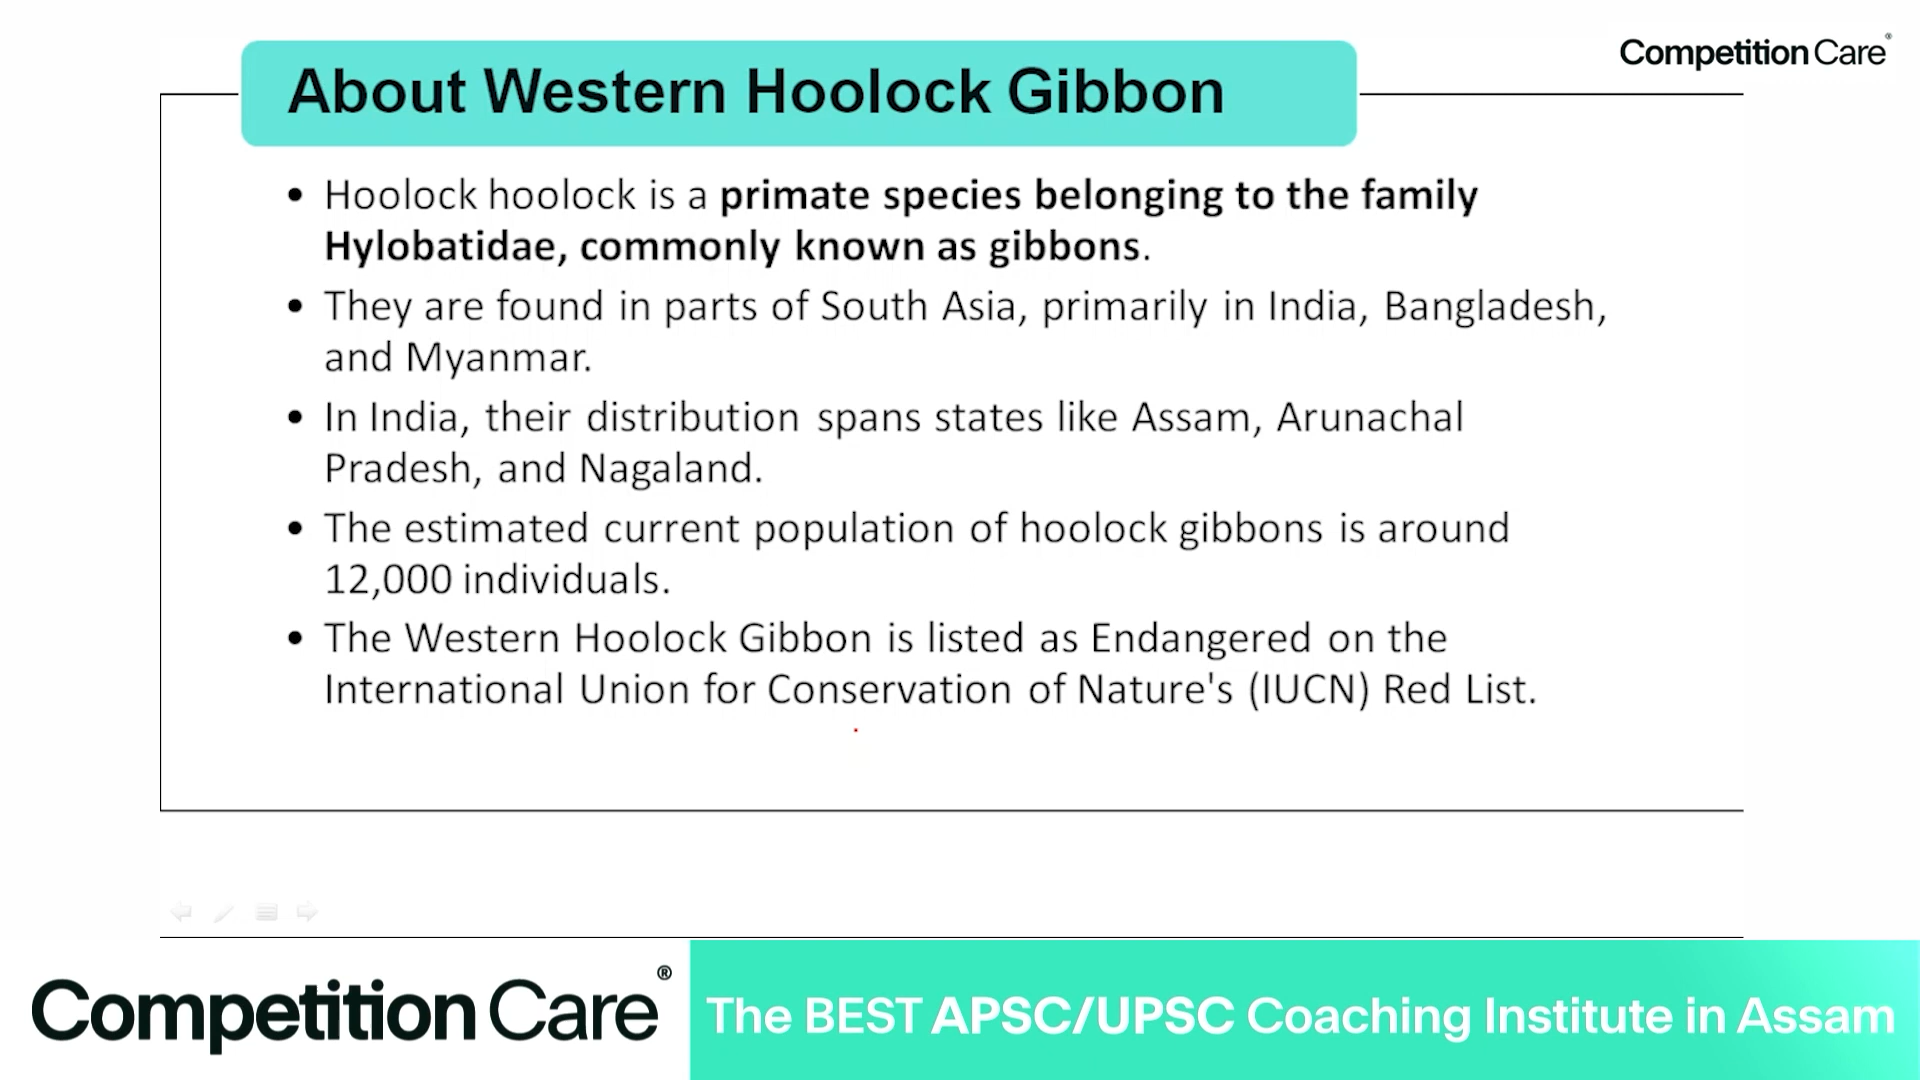 Competition Care®
About Western Hoolock Gibbon
• Hoolock hoolock is a primate species belonging to the family
Hylobatidae, commonly known as gibbons.
• They are found in parts of South Asia, primarily in India, Bangladesh,
and Myanmar.
• In India, their distribution spans states like Assam, Arunachal
Pradesh, and Nagaland.
• The estimated current population of hoolock gibbons is around
12,000 individuals.
• The Western Hoolock Gibbon is listed as Endangered on the
International Union for Conservation of Nature's (IUCN) Red List.
Competition Care®
The BEST APSC/UPSC Coaching Institute in Assam